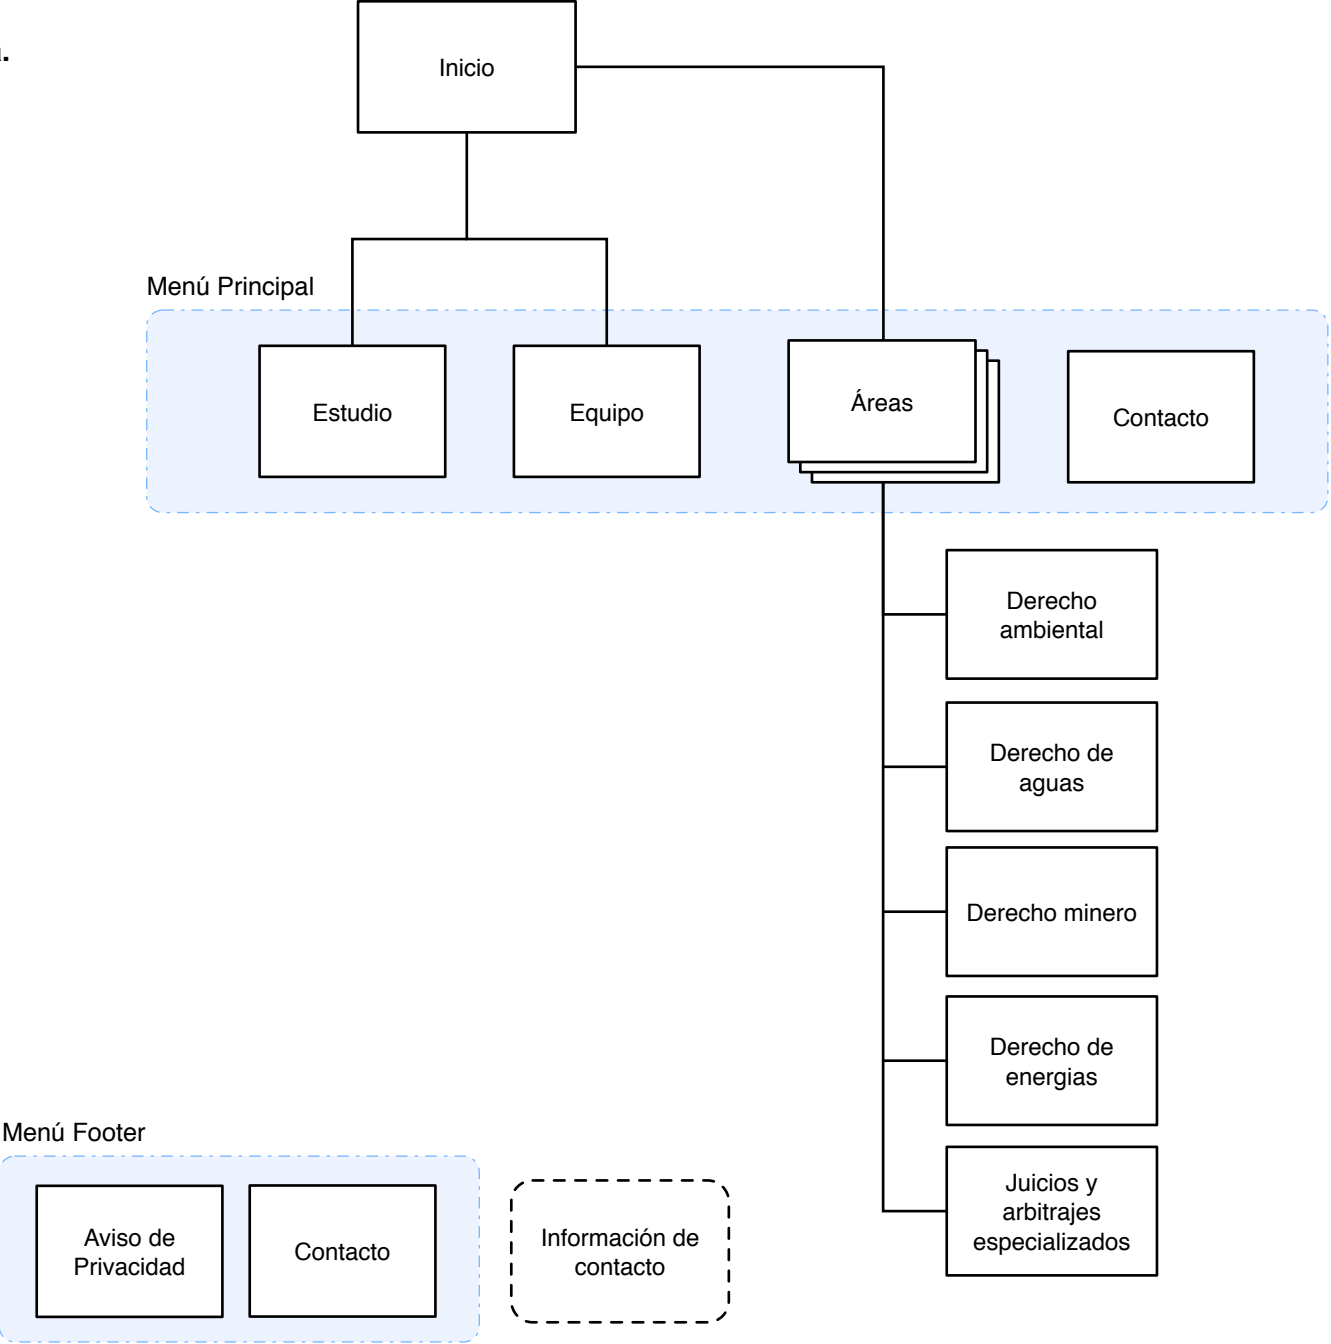 Inicio
Menú Principal
Estudio
Equipo
Áreas
Contacto
Derecho
ambiental
Derecho de
aguas
Derecho minero
Derecho de
energias
Juicios y
arbitrajes
especializados
Menú Footer
Aviso de
Privacidad
Contacto
Información de
contacto